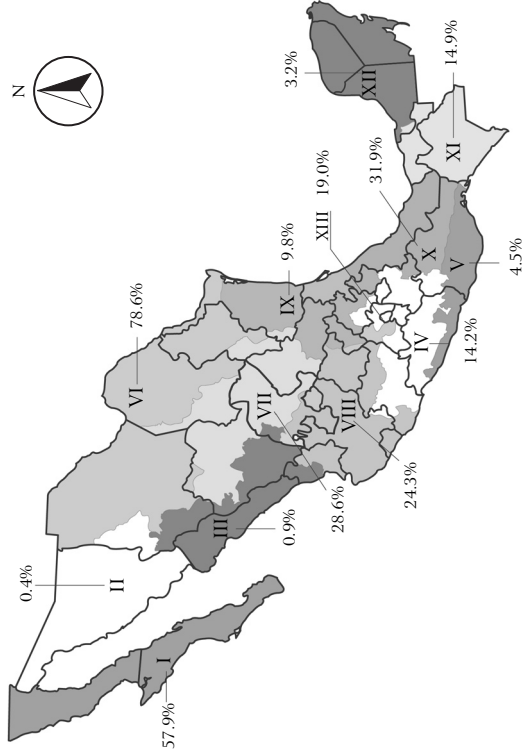 N
I
57.9%
II
0.4%
III
0.9%
IV
14.2%
V
4.5%
VI
78.6%
VII
28.6%
VIII
24.3%
IX
9.8%
X
31.9%
XI
14.9%
XII
3.2%
XIII
19.0%